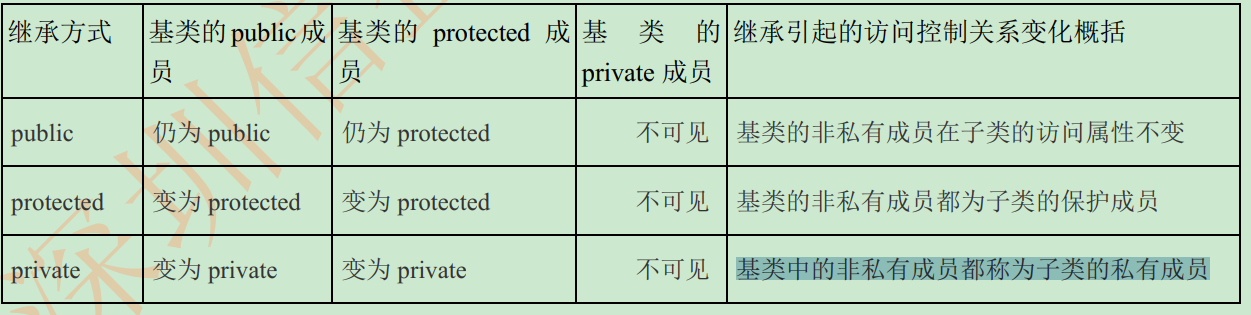 继承方式 基类的 public 成员 基类的 protected 成员 基类的 private 成员 继承引起的访问控制关系变化概括
public 仍为 public 仍为 protected 不可见 基类的非私有成员在子类的访问属性不变
protected 变为 protected 变为 protected 不可见 基类的非私有成员都为子类的保护成员
private 变为 private 变为 private 不可见 基类中的非私有成员都称为子类的私有成员
深圳信